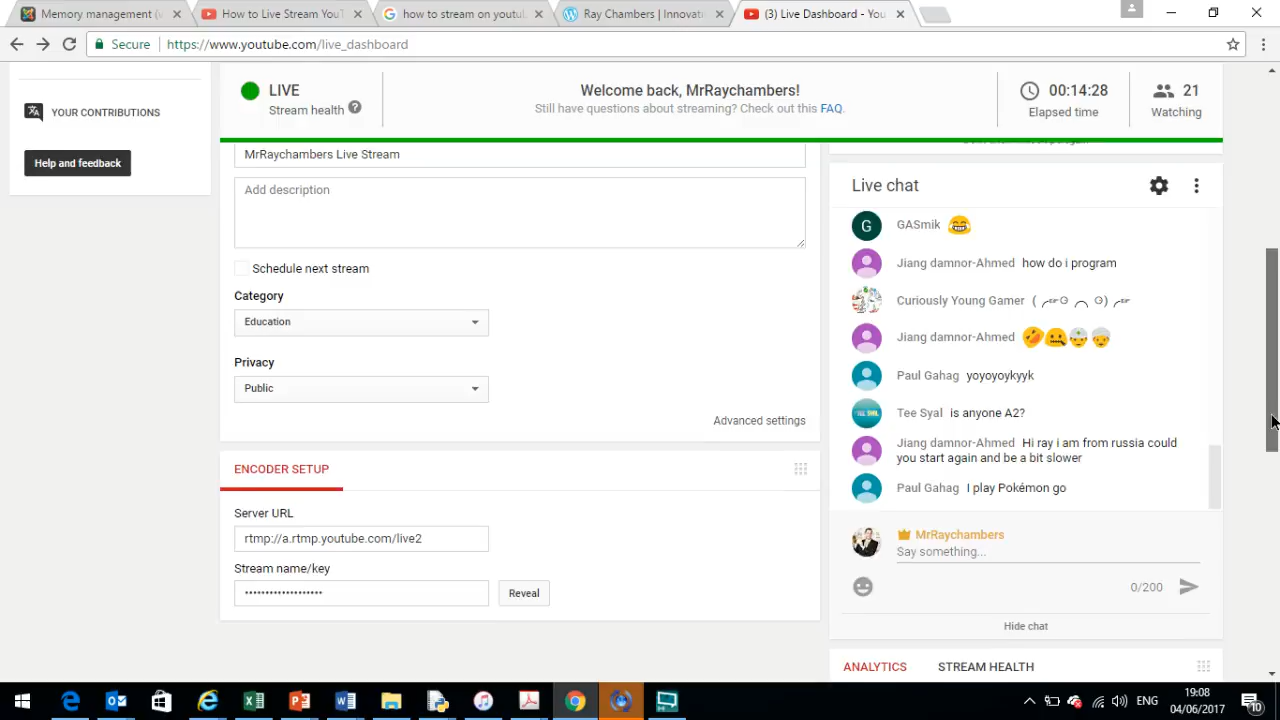 Memory management (v
How to Live Stream YouT
how to stream on youtul
Ray Chambers | Innovat
(3) Live Dashboard - You
Secure
https://www.youtube.com/live_dashboard
YOUR CONTRIBUTIONS
Help and feedback
LIVE
Stream health
Welcome back, MrRaychambers!
Still have questions about streaming? Check out this FAQ.
00:14:28
Elapsed time
21
Watching
MrRaychambers Live Stream
Add description
Schedule next stream
Category
Education
Privacy
Public
Advanced settings
ENCODER SETUP
Server URL
rtmp://a.rtmp.youtube.com/live2
Stream name/key
•••••••••••••••••••
Reveal
Live chat
G
GASmik 😂
Jiang damnor-Ahmed how do i program
Curiously Young Gamer
Jiang damnor-Ahmed
Paul Gahag yoyoyoykyyk
Tee Syal is anyone A2?
Jiang damnor-Ahmed Hi ray i am from russia could
you start again and be a bit slower
Paul Gahag I play Pokémon go
MrRaychambers
Say something...
0/200
Hide chat
ANALYTICS
STREAM HEALTH
ENG
19:08
04/06/2017
10